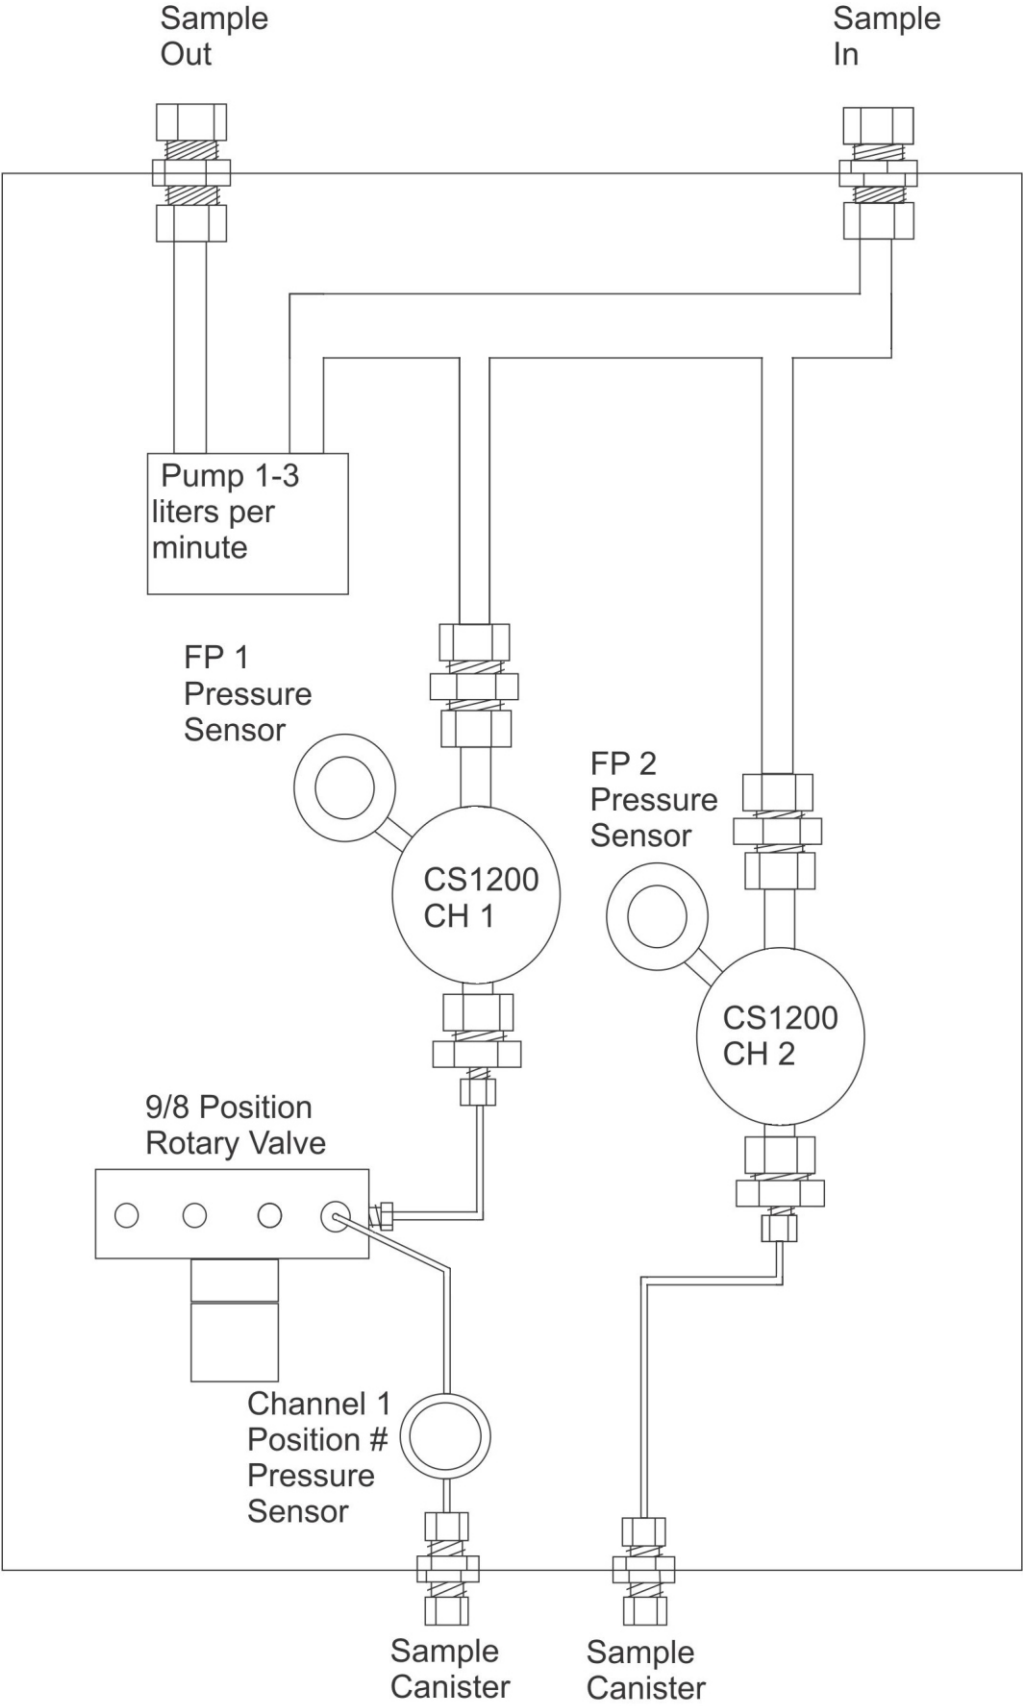 Sample
Out
Sample
In
Pump 1-3
liters per
minute
FP 1
Pressure
Sensor
FP 2
Pressure
Sensor
CS1200
CH 1
CS1200
CH 2
9/8 Position
Rotary Valve
Channel 1
Position #
Pressure
Sensor
Sample
Canister
Sample
Canister